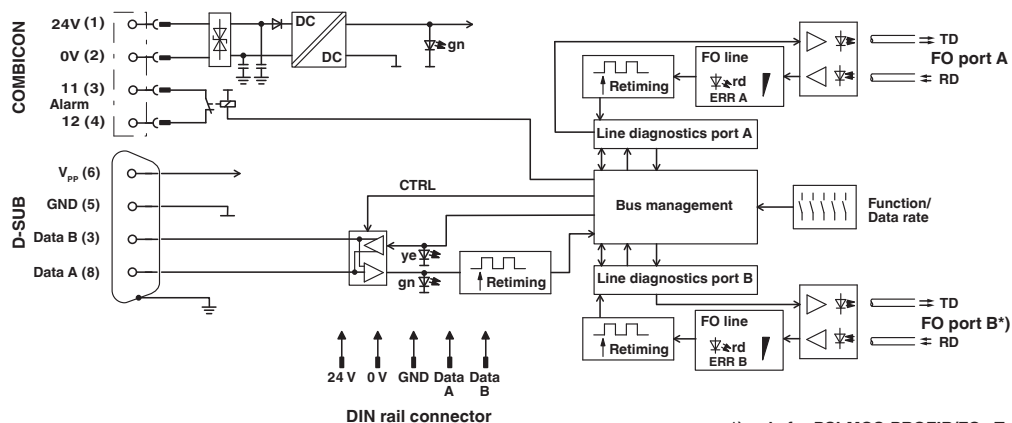 COMBICON
24V (1)
0V (2)
11 (3)
Alarm
12 (4)
DC
DC
gn
D-SUB
VPP (6)
GND (5)
Data B (3)
Data A (8)
CTRL
ye
gn
Retiming
Retiming
FO line
rd
ERR A
TD
FO port A
RD
Line diagnostics port A
Bus management
Function/
Data rate
Line diagnostics port B
Retiming
FO line
rd
ERR B
TD
FO port B*)
RD
24 V
0 V
GND
Data
A
Data
B
DIN rail connector